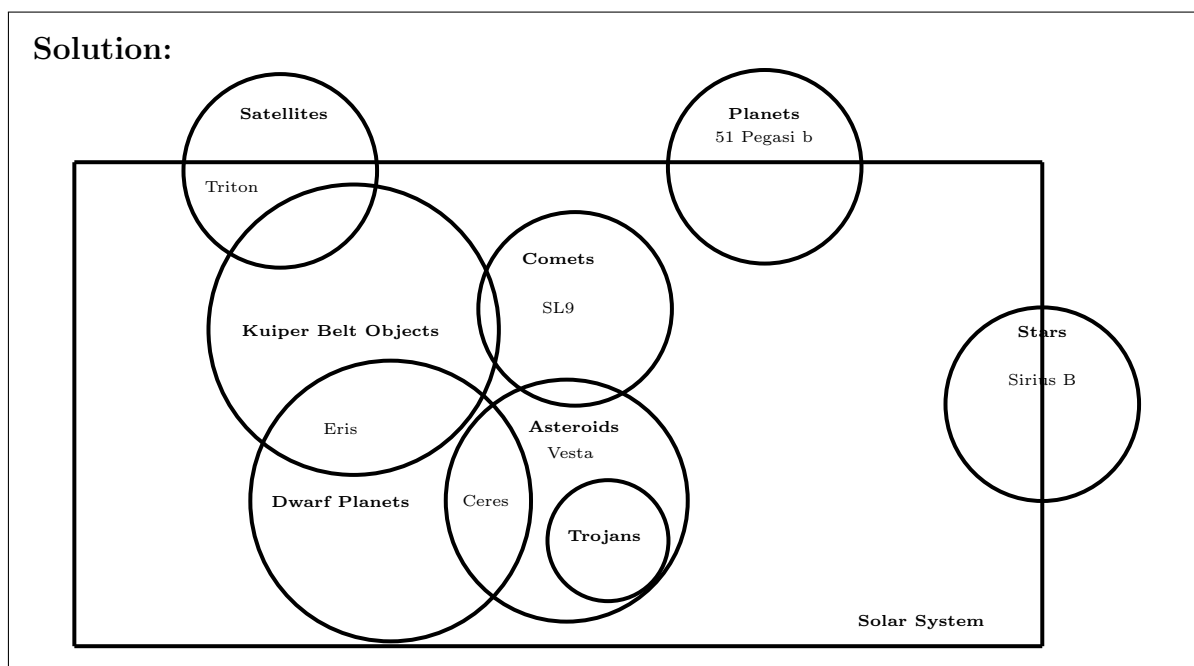 Solution:
Satellites
Planets
51 Pegasi b
Triton
Comets
SL9
Kuiper Belt Objects
Stars
Sirius B
Eris
Asteroids
Vesta
Dwarf Planets
Ceres
Trojans
Solar System